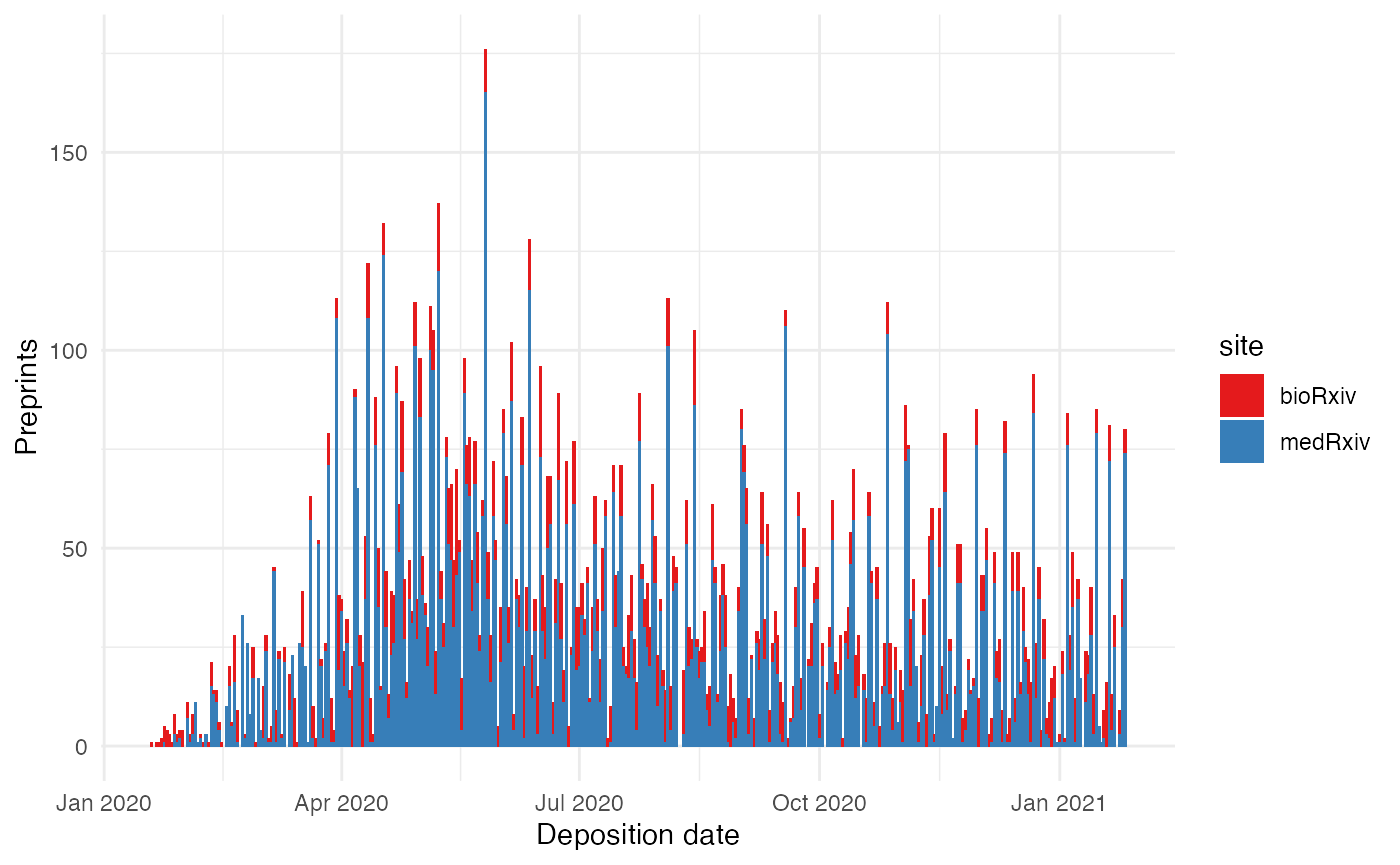 Preprints
150
100
50
0
Jan 2020
Apr 2020
Jul 2020
Oct 2020
Jan 2021
Deposition date
site
bioRxiv
medRxiv